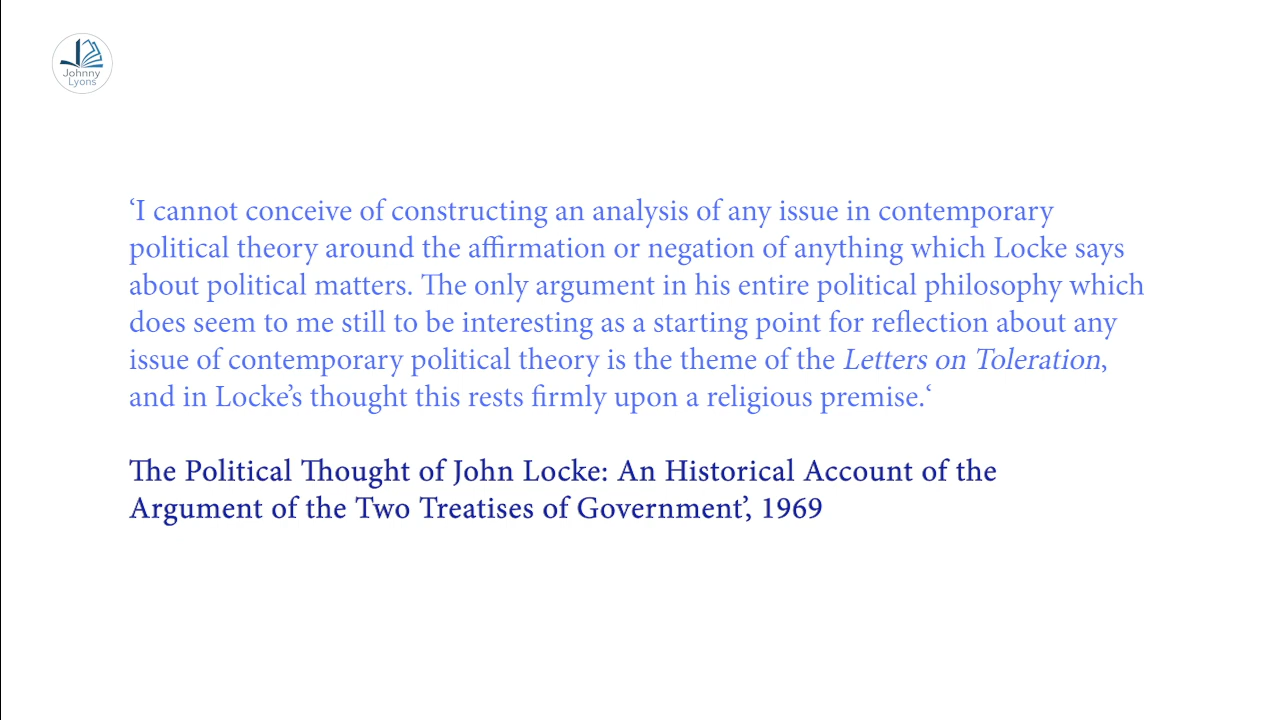 Johnny
Lyons
‘I cannot conceive of constructing an analysis of any issue in contemporary
political theory around the affirmation or negation of anything which Locke says
about political matters. The only argument in his entire political philosophy which
does seem to me still to be interesting as a starting point for reflection about any
issue of contemporary political theory is the theme of the Letters on Toleration,
and in Locke’s thought this rests firmly upon a religious premise.‘
The Political Thought of John Locke: An Historical Account of the
Argument of the Two Treatises of Government’, 1969